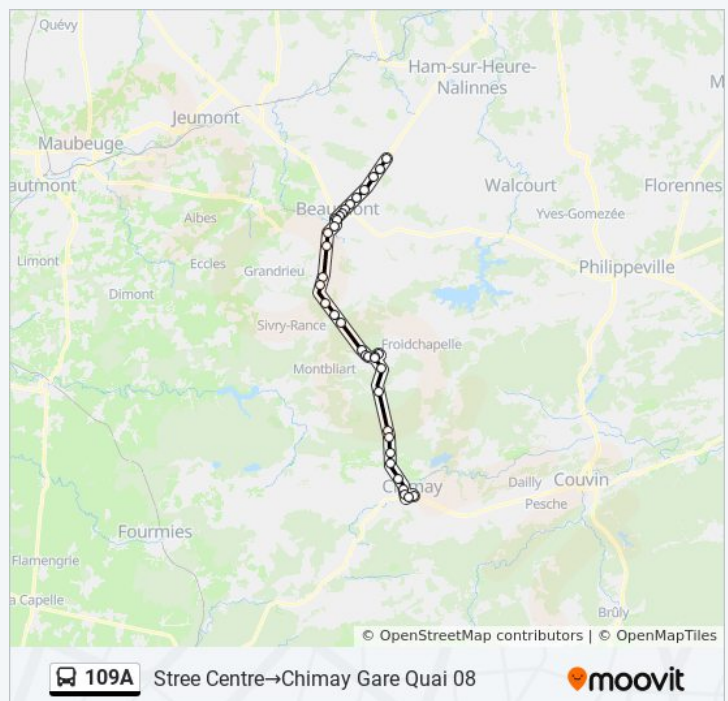 Quévy
Ham-sur-Heure-
Nalinnes
M
Jeumont
Maubeuge
autmont
Walcourt
Florennes
Beaumont
Aibes
Yves-Gomezée
Limont
Eccles
Grandrieu
Philippeville
Dimont
Sivry-Rance
Froidchapelle
Montbliart
Chimay
Dailly
Couvin
Pesche
Fourmies
Flamengrie
a Capelle
Brûly
© OpenStreetMap contributors | © OpenMapTiles
109A Stree Centre→Chimay Gare Quai 08 moovit